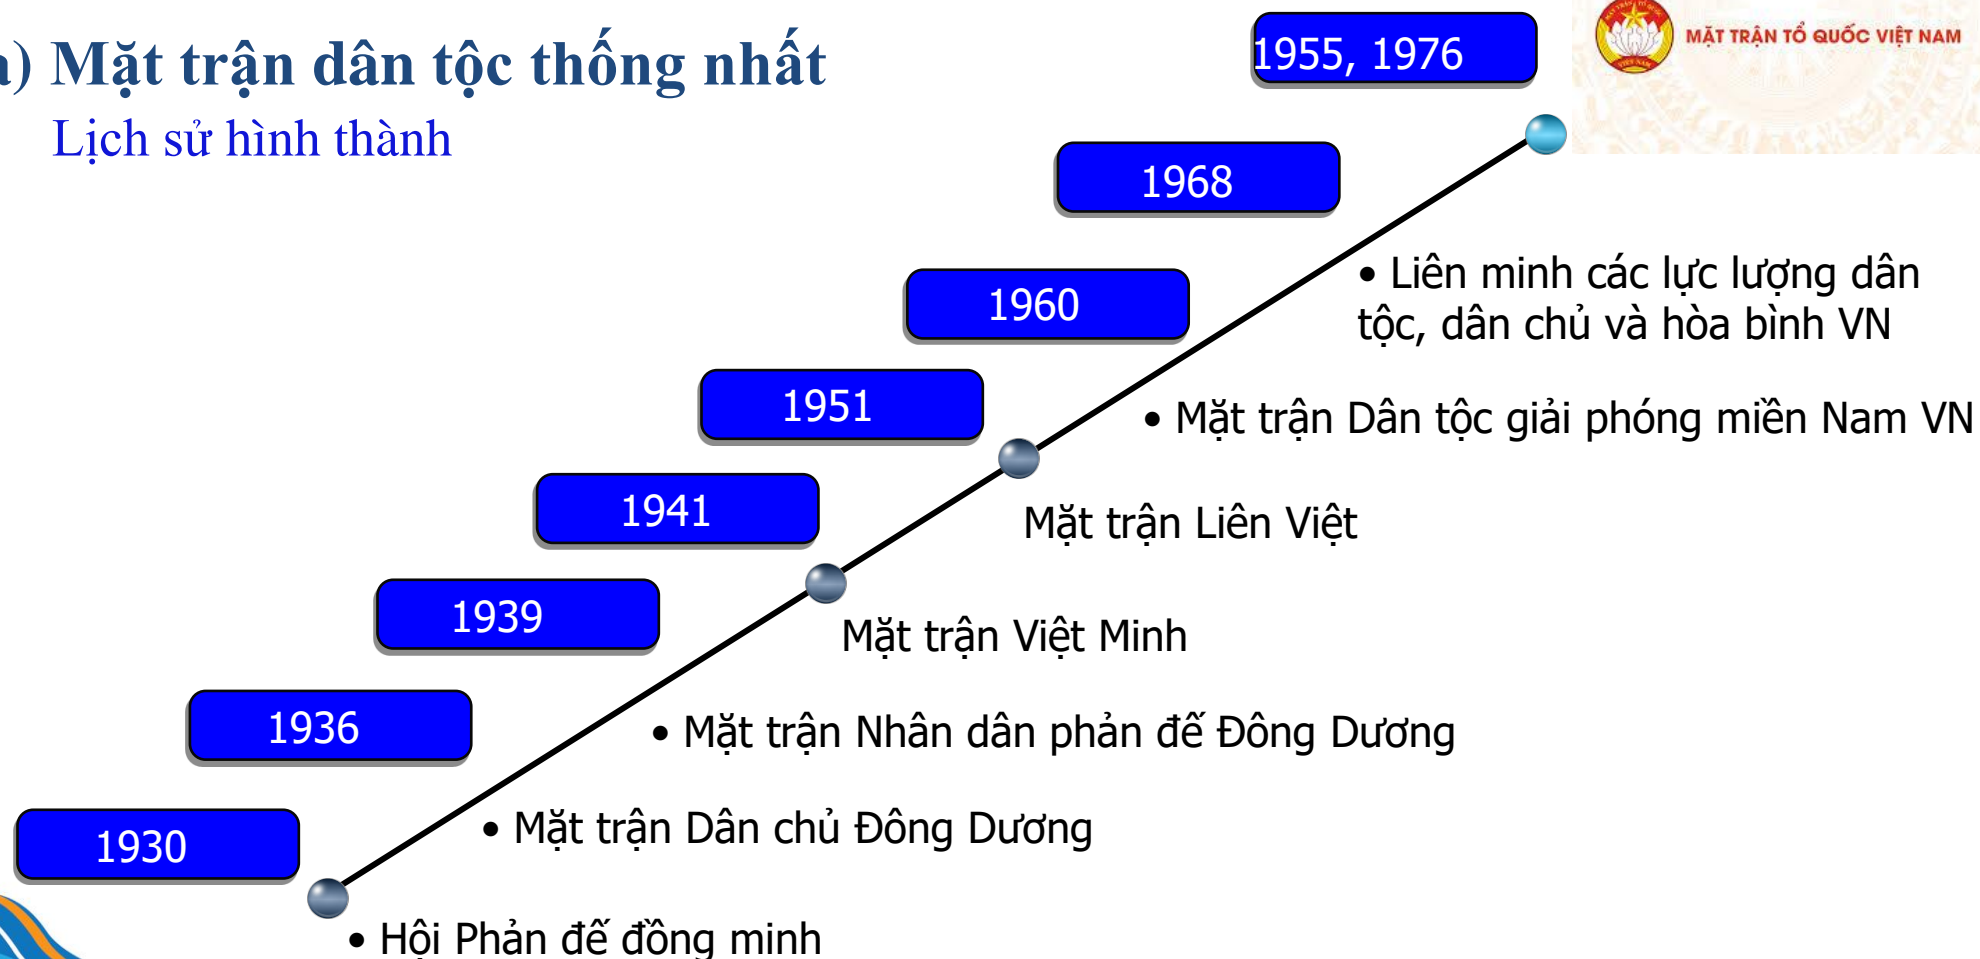 a) Mặt trận dân tộc thống nhất
Lịch sử hình thành
1955, 1976
MẶT TRẬN TỔ QUỐC VIỆT NAM
1968
• Liên minh các lực lượng dân
tộc, dân chủ và hòa bình VN
1960
• Mặt trận Dân tộc giải phóng miền Nam VN
1951
Mặt trận Liên Việt
1941
Mặt trận Việt Minh
1939
• Mặt trận Nhân dân phản đế Đông Dương
1936
• Mặt trận Dân chủ Đông Dương
1930
• Hội Phản đế đồng minh